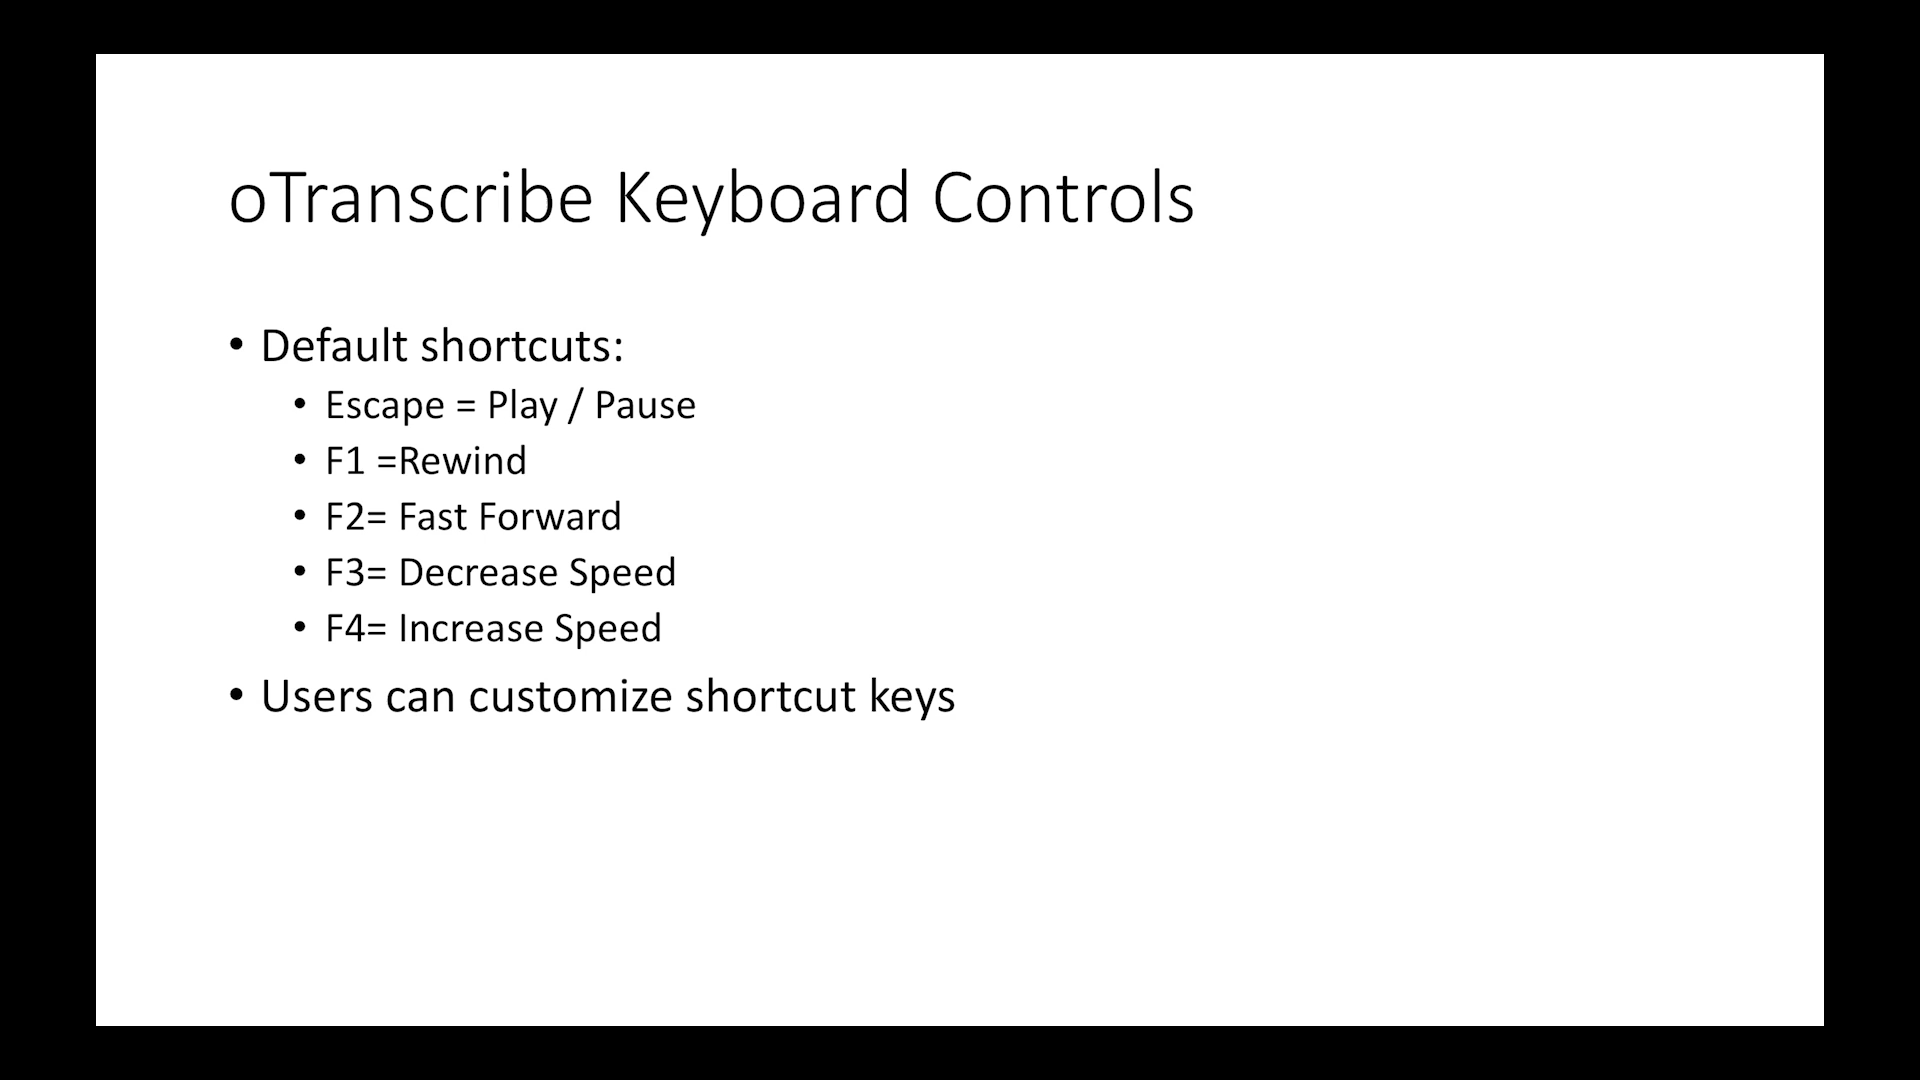 oTranscribe Keyboard Controls
• Default shortcuts:
• Escape = Play / Pause
• F1 =Rewind
• F2= Fast Forward
• F3= Decrease Speed
• F4= Increase Speed
• Users can customize shortcut keys